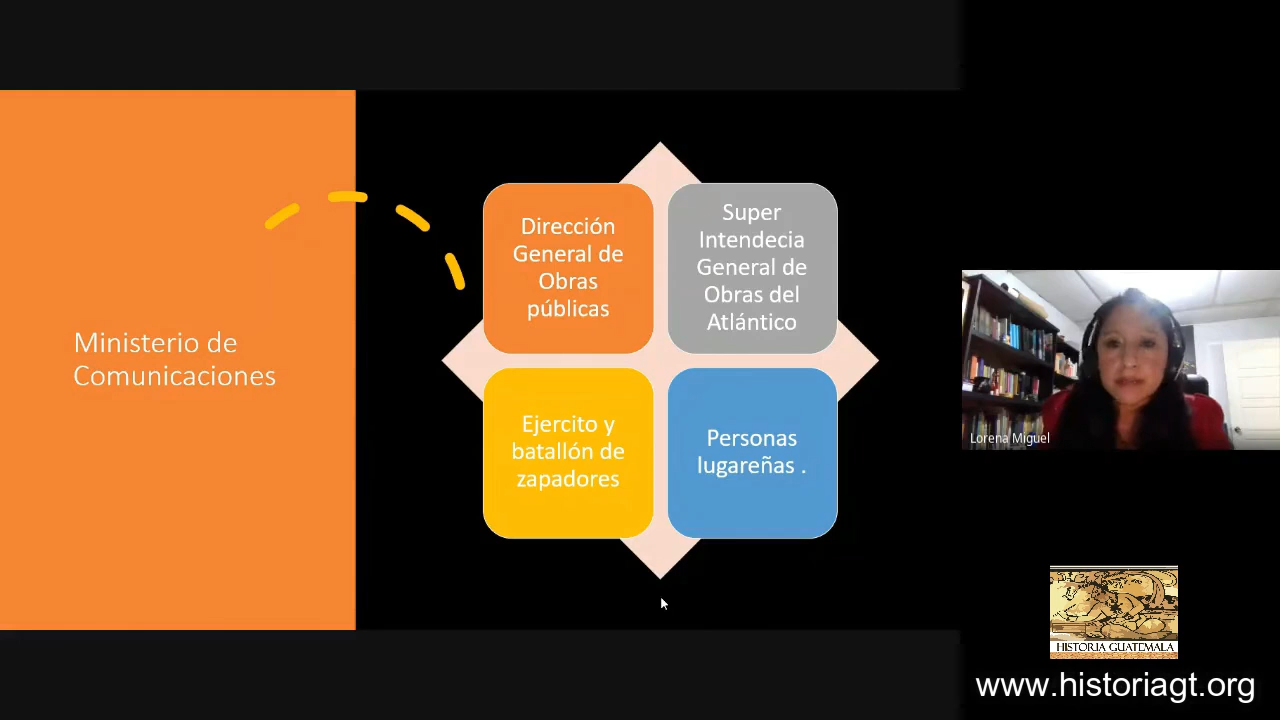 Ministerio de
Comunicaciones
Dirección
General de
Obras
públicas
Super
Intendecia
General de
Obras del
Atlántico
Ejercito y
batallón de
zapadores
Personas
lugareñas .
Lorena Miguel
HISTORIA GUATEMALA
www.historiagt.org